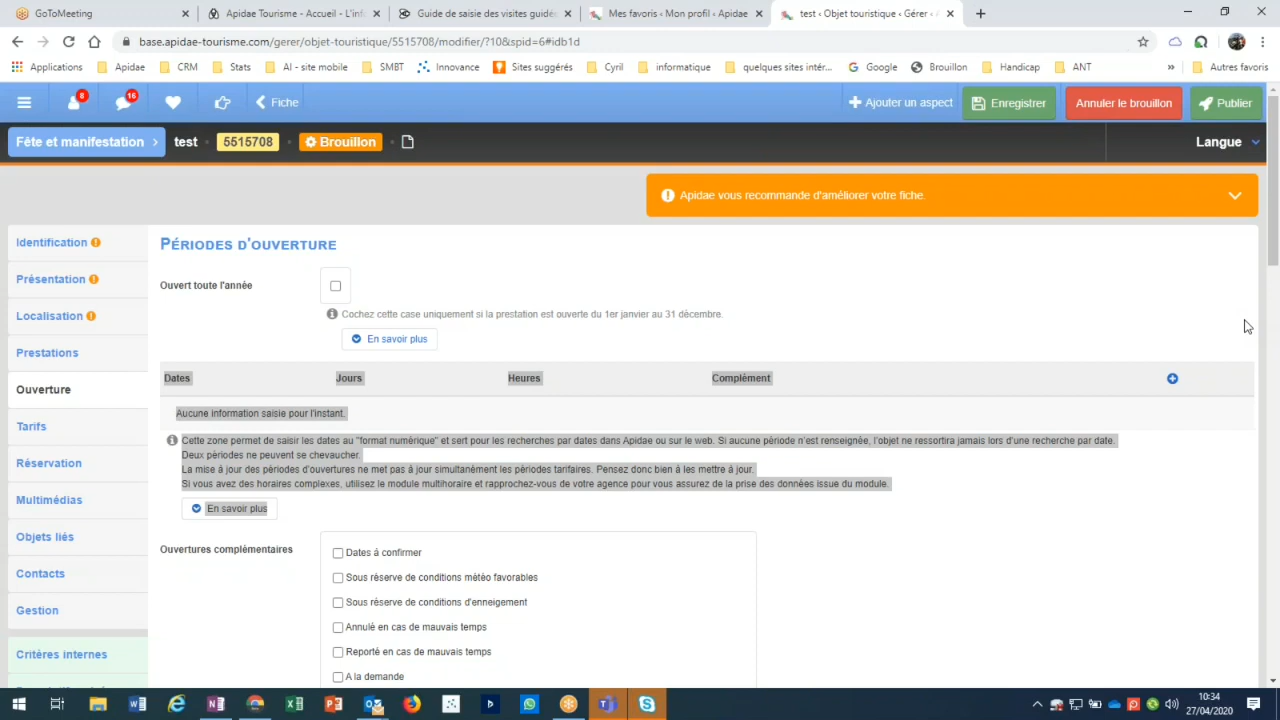 GoToMeeting
Apidae Tourisme - Accueil - L'inf
Guide de saisie des visites guidé
Mes favoris ‹ Mon profil ‹ Apidae
test ‹ Objet touristique ‹ Gérer ‹ A
base.apidae-tourisme.com/gerer/objet-touristique/5515708/modifier/?10&spid=6#idb1d
Applications
Apidae
CRM
Stats
AI - site mobile
SMBT
Innovance
Sites suggérés
Cyril
informatique
quelques sites intér...
Google
Brouillon
Handicap
ANT
»
Autres favoris
8
16
Fiche
Ajouter un aspect
Enregistrer
Annuler le brouillon
Publier
Fête et manifestation
test
5515708
Brouillon
Langue
Apidae vous recommande d'améliorer votre fiche.
Identification
Présentation
Localisation
Prestations
Ouverture
Tarifs
Réservation
Multimédias
Objets liés
Contacts
Gestion
Critères internes
PÉRIODES D'OUVERTURE
Ouvert toute l'année
Cochez cette case uniquement si la prestation est ouverte du 1er janvier au 31 décembre.
En savoir plus
Dates Jours Heures Complément
Aucune information saisie pour l'instant.
Cette zone permet de saisir les dates au "format numérique" et sert pour les recherches par dates dans Apidae ou sur le web. Si aucune période n'est renseignée, l'objet ne ressortira jamais lors d'une recherche par date.
Deux périodes ne peuvent se chevaucher.
La mise à jour des périodes d'ouvertures ne met pas à jour simultanément les périodes tarifaires. Pensez donc bien à les mettre à jour.
Si vous avez des horaires complexes, utilisez le module multihoraire et rapprochez-vous de votre agence pour vous assurez de la prise des données issue du module.
En savoir plus
Ouvertures complémentaires
Dates à confirmer
Sous réserve de conditions météo favorables
Sous réserve de conditions d'enneigement
Annulé en cas de mauvais temps
Reporté en cas de mauvais temps
A la demande
10:34
27/04/2020